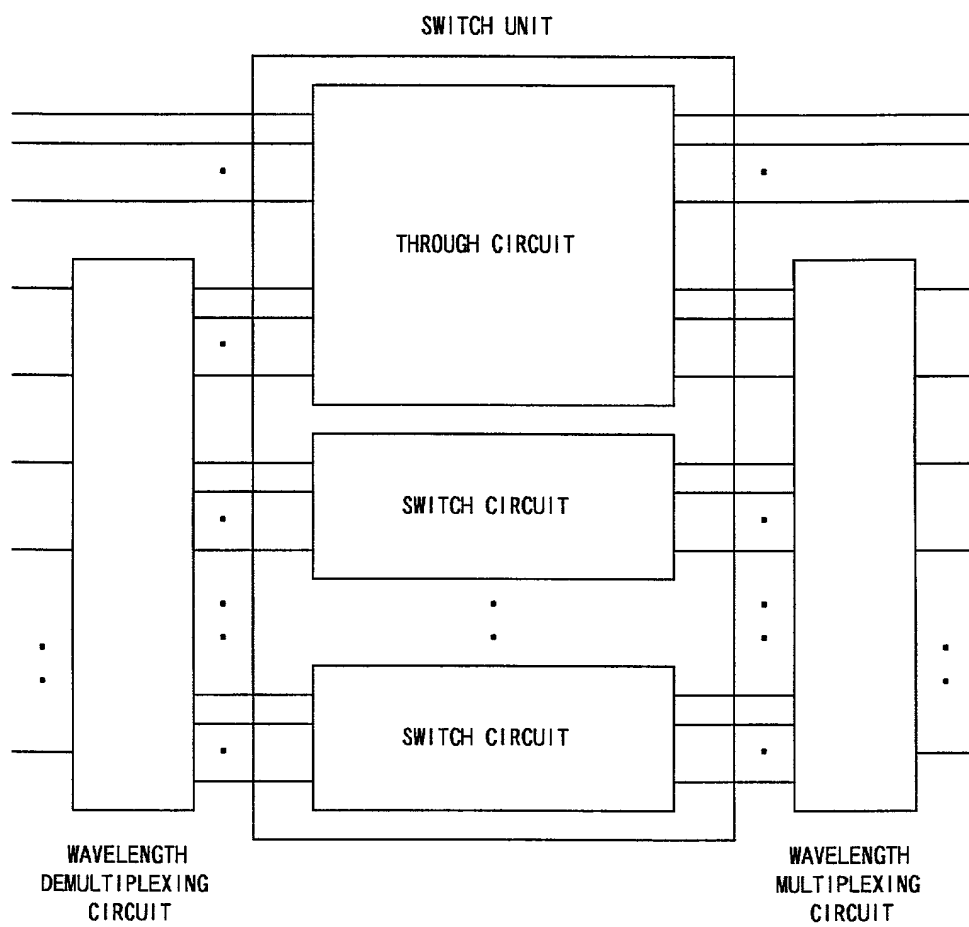 SWITCH UNIT
THROUGH CIRCUIT
SWITCH CIRCUIT
SWITCH CIRCUIT
WAVELENGTH
DEMULTIPLEXING
CIRCUIT
WAVELENGTH
MULTIPLEXING
CIRCUIT